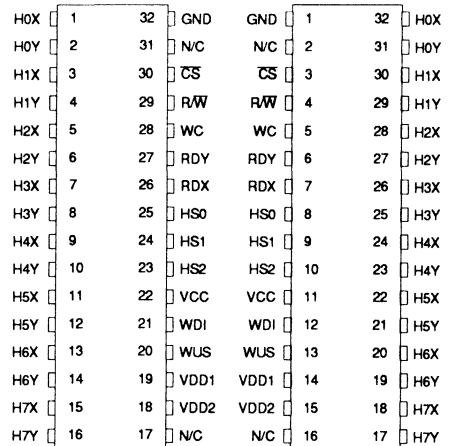 H0X 1 32 GND GND 1 32 H0X
H0Y 2 31 N/C N/C 2 31 H0Y
H1X 3 30 C̅S̅ C̅S̅ 3 30 H1X
H1Y 4 29 R/W̅ R/W̅ 4 29 H1Y
H2X 5 28 WC WC 5 28 H2X
H2Y 6 27 RDY RDY 6 27 H2Y
H3X 7 26 RDX RDX 7 26 H3X
H3Y 8 25 HS0 HS0 8 25 H3Y
H4X 9 24 HS1 HS1 9 24 H4X
H4Y 10 23 HS2 HS2 10 23 H4Y
H5X 11 22 VCC VCC 11 22 H5X
H5Y 12 21 WDI WDI 12 21 H5Y
H6X 13 20 WUS WUS 13 20 H6X
H6Y 14 19 VDD1 VDD1 14 19 H6Y
H7X 15 18 VDD2 VDD2 15 18 H7X
H7Y 16 17 N/C N/C 16 17 H7Y